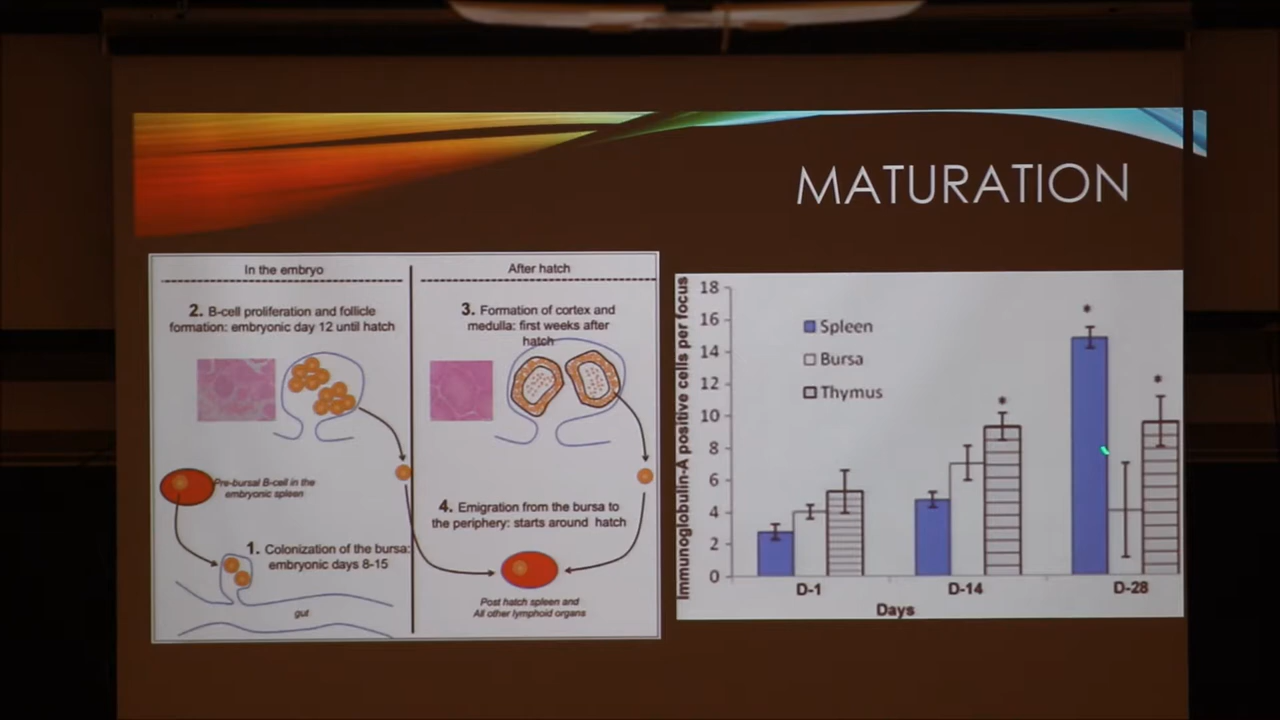 MATURATION
In the embryo
After hatch
2. B-cell proliferation and follicle
formation: embryonic day 12 until hatch
3. Formation of cortex and
medulla: first weeks after
hatch
Pre-bursal B-cell in the
embryonic spleen
1. Colonization of the bursa:
embryonic days 8-15
gut
4. Emigration from the bursa to
the periphery: starts around hatch
Post hatch spleen and
All other lymphoid organs
Immunoglobulin-A positive cells per focus
18
16
14
12
10
8
6
4
2
0
Spleen
Bursa
Thymus
*
*
*
D-1
D-14
D-28
Days